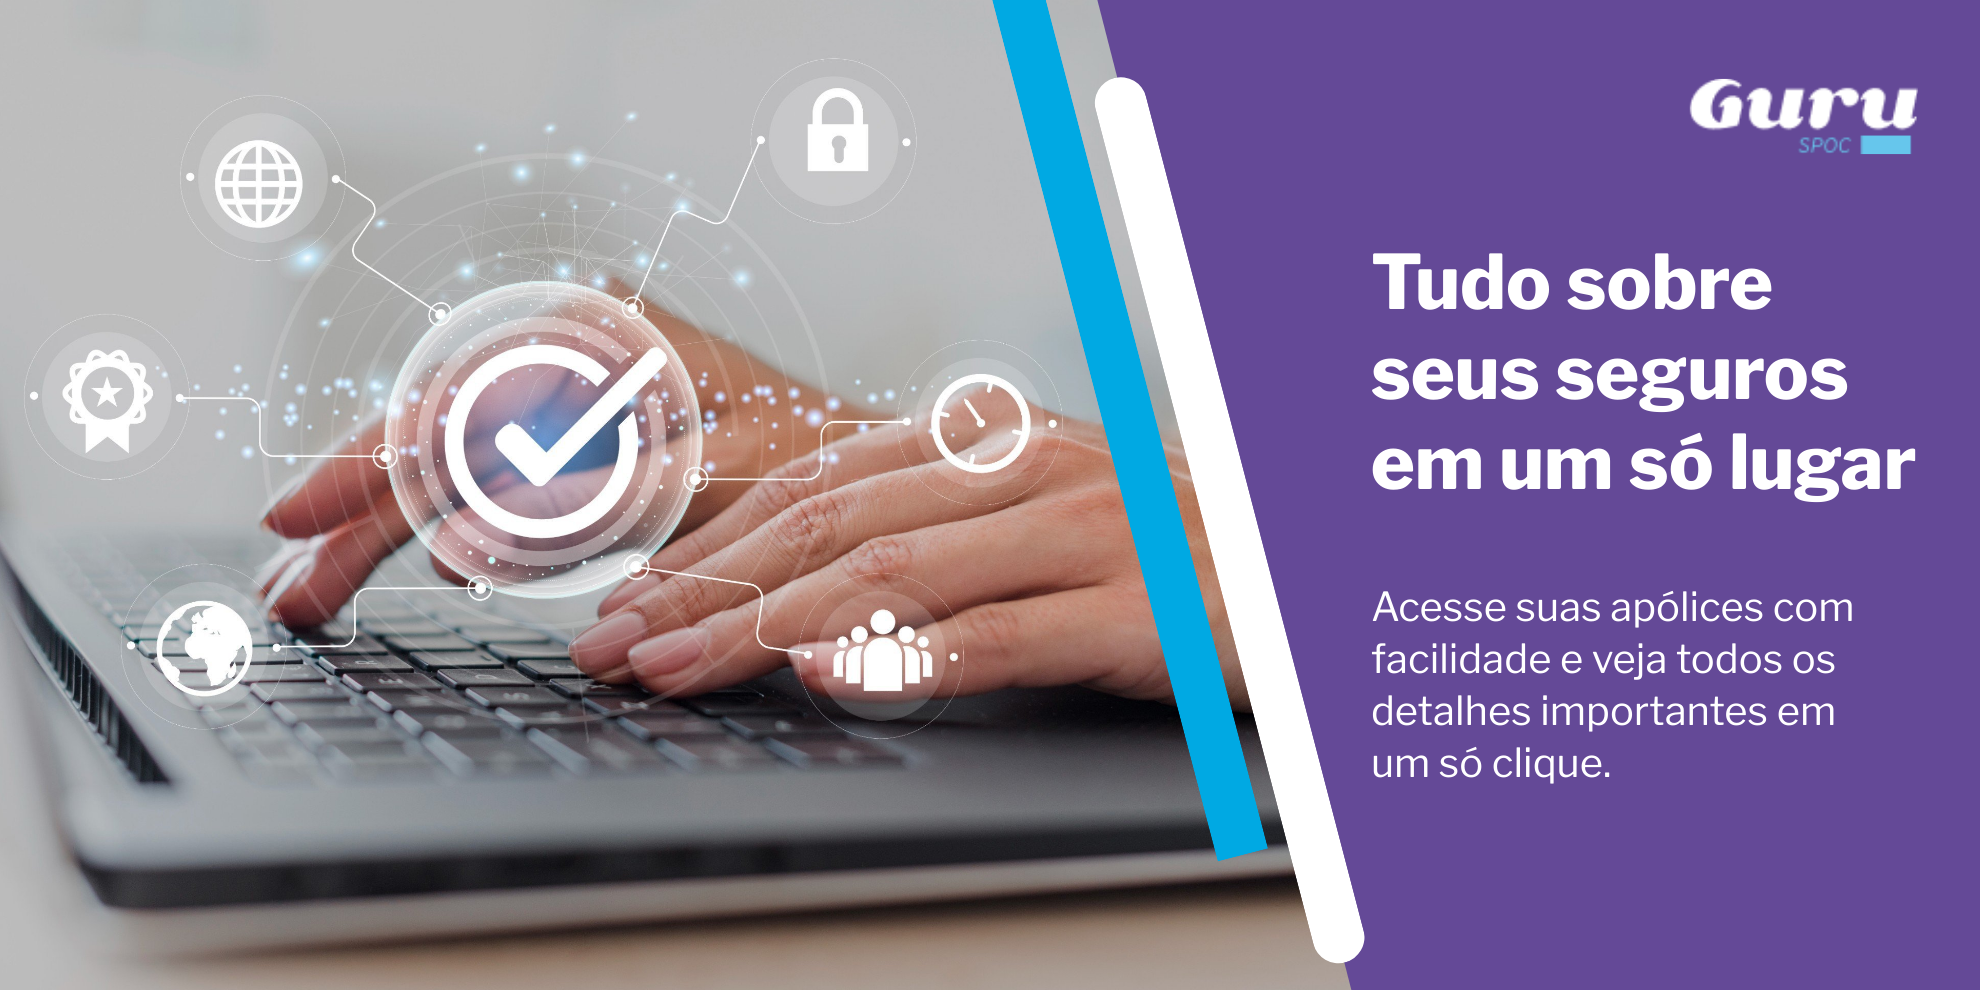 Guru
SPOC
Tudo sobre
seus seguros
em um só lugar
Acesse suas apólices com
facilidade e veja todos os
detalhes importantes em
um só clique.